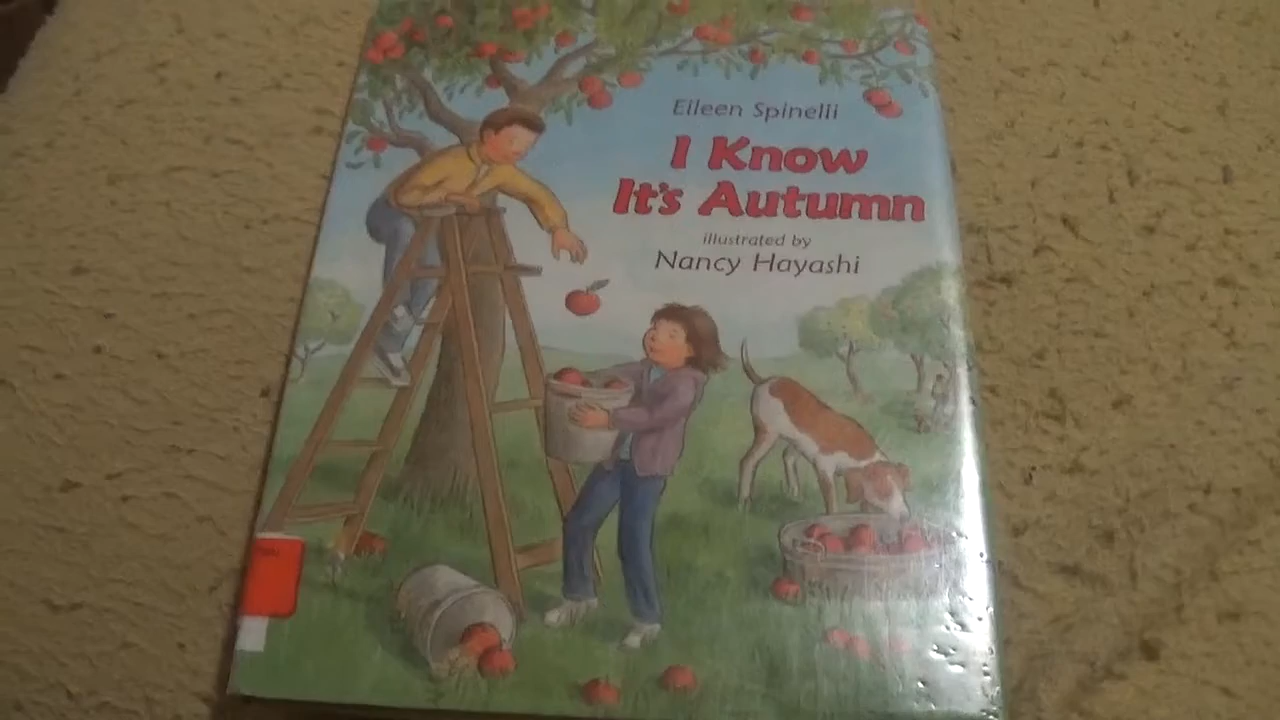 Eileen Spinelli
I Know
It's Autumn
illustrated by
Nancy Hayashi